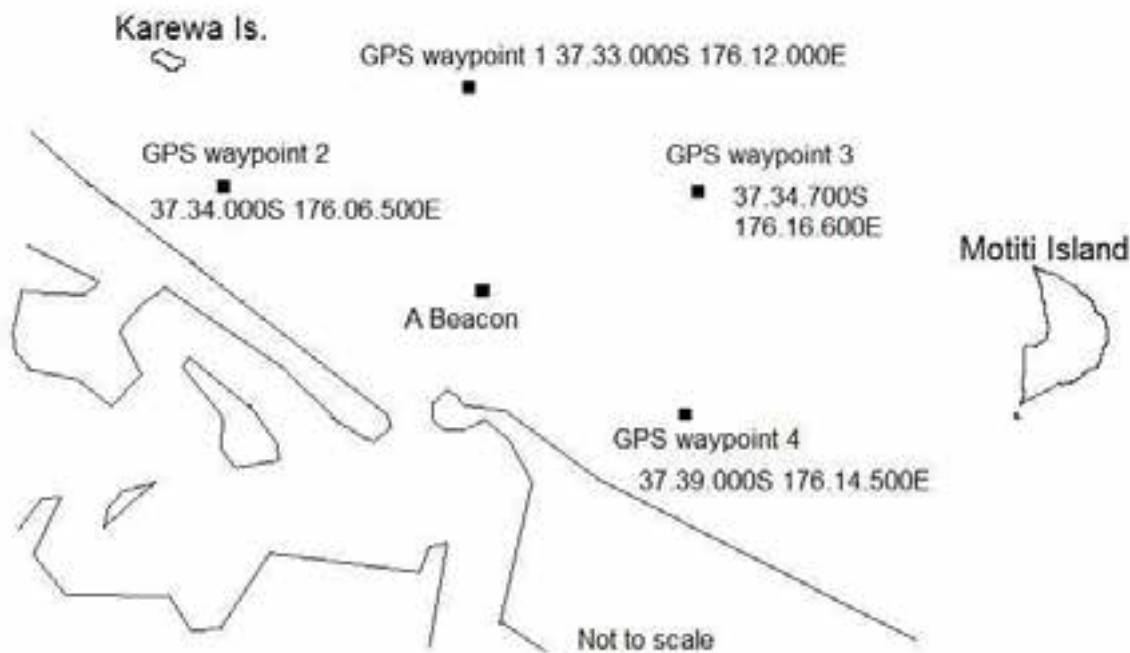 Karewa Is.
GPS waypoint 1 37.33.000S 176.12.000E
GPS waypoint 2
37.34.000S 176.06.500E
GPS waypoint 3
37.34.700S
176.16.600E
Motiti Island
A Beacon
GPS waypoint 4
37.39.000S 176.14.500E
Not to scale